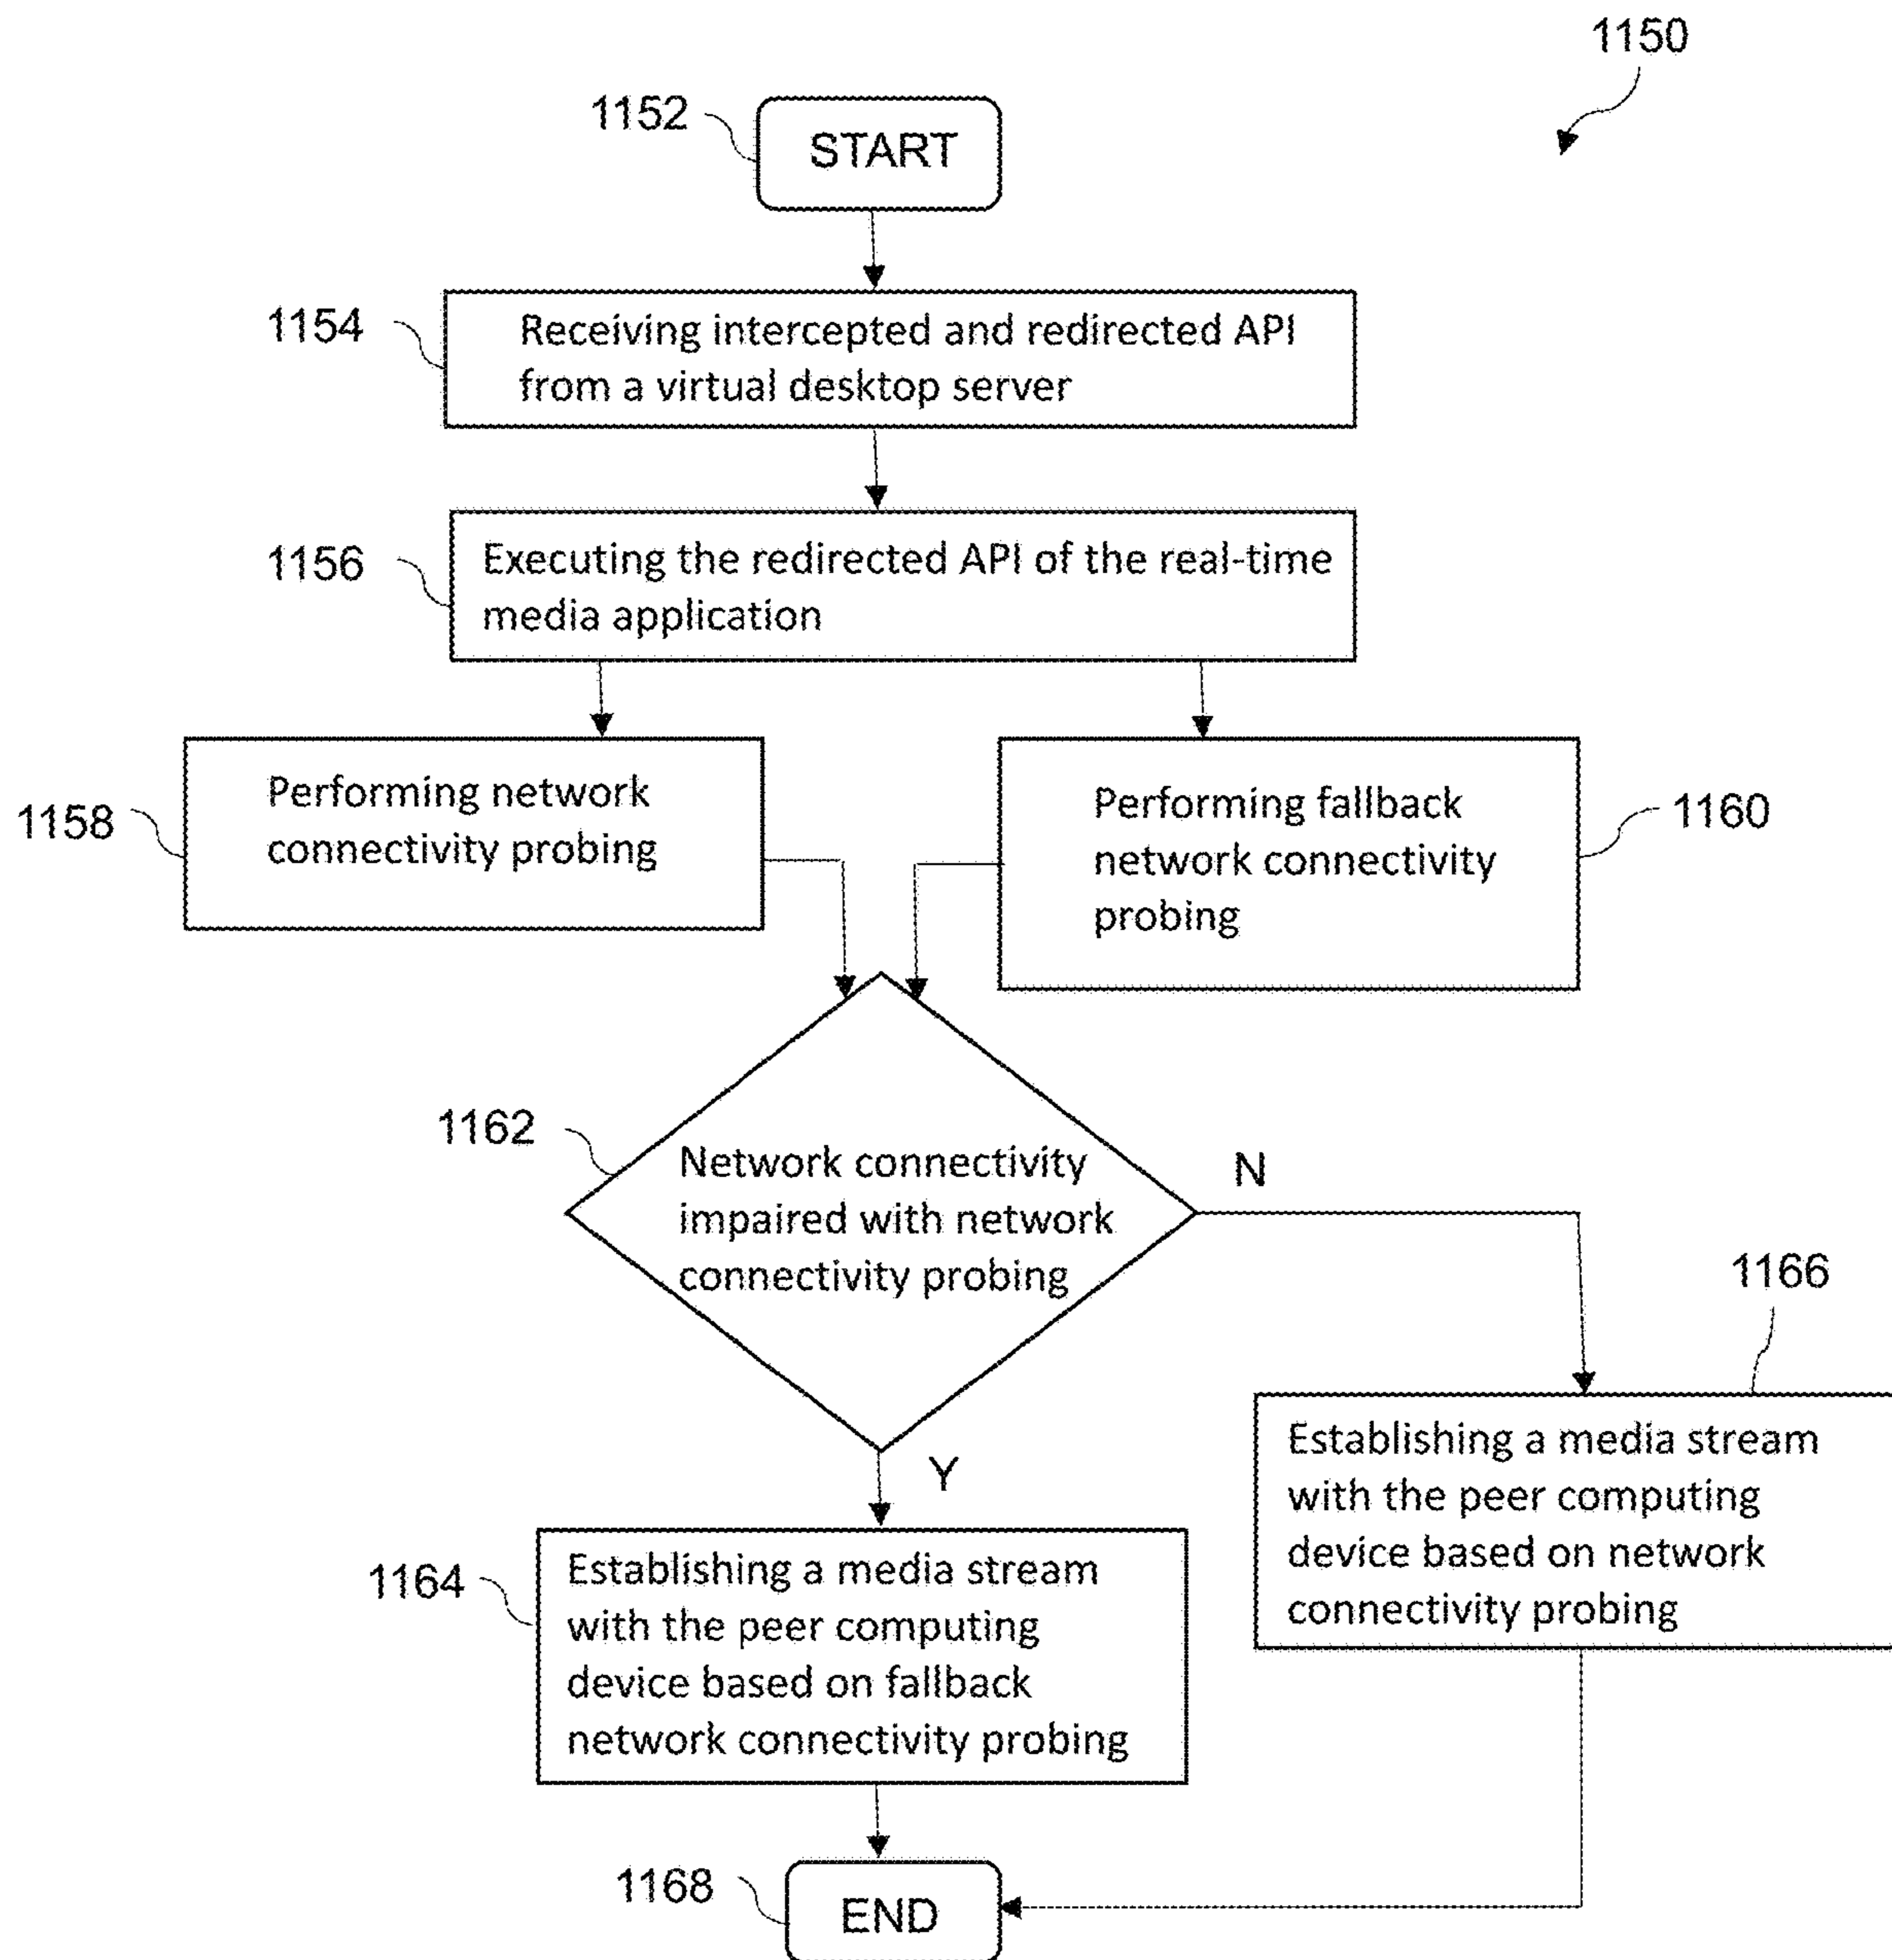 1150
1152
START
1154
Receiving intercepted and redirected API
from a virtual desktop server
1156
Executing the redirected API of the real-time
media application
1158
Performing network
connectivity probing
Performing fallback
network connectivity
probing
1160
1162
Network connectivity
impaired with network
connectivity probing
N
Y
1166
Establishing a media stream
with the peer computing
device based on network
connectivity probing
1164
Establishing a media stream
with the peer computing
device based on fallback
network connectivity probing
1168
END